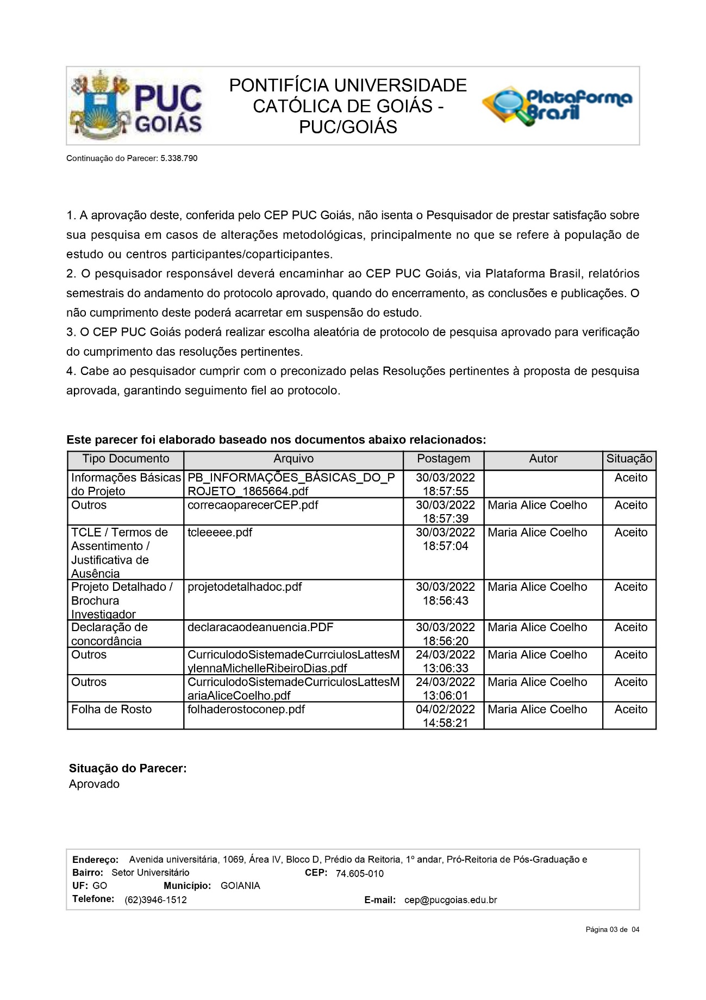 PUC
GOIÁS
PONTIFÍCIA UNIVERSIDADE
CATÓLICA DE GOIÁS -
PUC/GOIÁS
Plataforma
Brasil
Continuação do Parecer: 5.338.790
1. A aprovação deste, conferida pelo CEP PUC Goiás, não isenta o Pesquisador de prestar satisfação sobre
sua pesquisa em casos de alterações metodológicas, principalmente no que se refere à população de
estudo ou centros participantes/coparticipantes.
2. O pesquisador responsável deverá encaminhar ao CEP PUC Goiás, via Plataforma Brasil, relatórios
semestrais do andamento do protocolo aprovado, quando do encerramento, as conclusões e publicações. O
não cumprimento deste poderá acarretar em suspensão do estudo.
3. O CEP PUC Goiás poderá realizar escolha aleatória de protocolo de pesquisa aprovado para verificação
do cumprimento das resoluções pertinentes.
4. Cabe ao pesquisador cumprir com o preconizado pelas Resoluções pertinentes à proposta de pesquisa
aprovada, garantindo seguimento fiel ao protocolo.
Este parecer foi elaborado baseado nos documentos abaixo relacionados:
Tipo Documento Arquivo Postagem Autor Situação
Informações Básicas PB_INFORMAÇÕES_BÁSICAS_DO_P 30/03/2022 Aceito
do Projeto ROJETO_1865664.pdf 18:57:55
Outros correcaoparecerCEP.pdf 30/03/2022 Maria Alice Coelho Aceito
18:57:39
TCLE / Termos de tcleeeee.pdf 30/03/2022 Maria Alice Coelho Aceito
Assentimento / 18:57:04
Justificativa de
Ausência
Projeto Detalhado / projetodetalhadoc.pdf 30/03/2022 Maria Alice Coelho Aceito
Brochura 18:56:43
Investigador
Declaração de declaracaodeanuencia.PDF 30/03/2022 Maria Alice Coelho Aceito
concordância 18:56:20
Outros CurriculodoSistemadeCurrciulosLattesM 24/03/2022 Maria Alice Coelho Aceito
ylennaMichelleRibeiroDias.pdf 13:06:33
Outros CurriculodoSistemadeCurriculosLattesM 24/03/2022 Maria Alice Coelho Aceito
ariaAliceCoelho.pdf 13:06:01
Folha de Rosto folhaderostoconep.pdf 04/02/2022 Maria Alice Coelho Aceito
14:58:21
Situação do Parecer:
Aprovado
Endereço: Avenida universitária, 1069, Área IV, Bloco D, Prédio da Reitoria, 1º andar, Pró-Reitoria de Pós-Graduação e
Bairro: Setor Universitário CEP: 74.605-010
UF: GO Município: GOIANIA
Telefone: (62)3946-1512 E-mail: cep@pucgoias.edu.br
Página 03 de 04